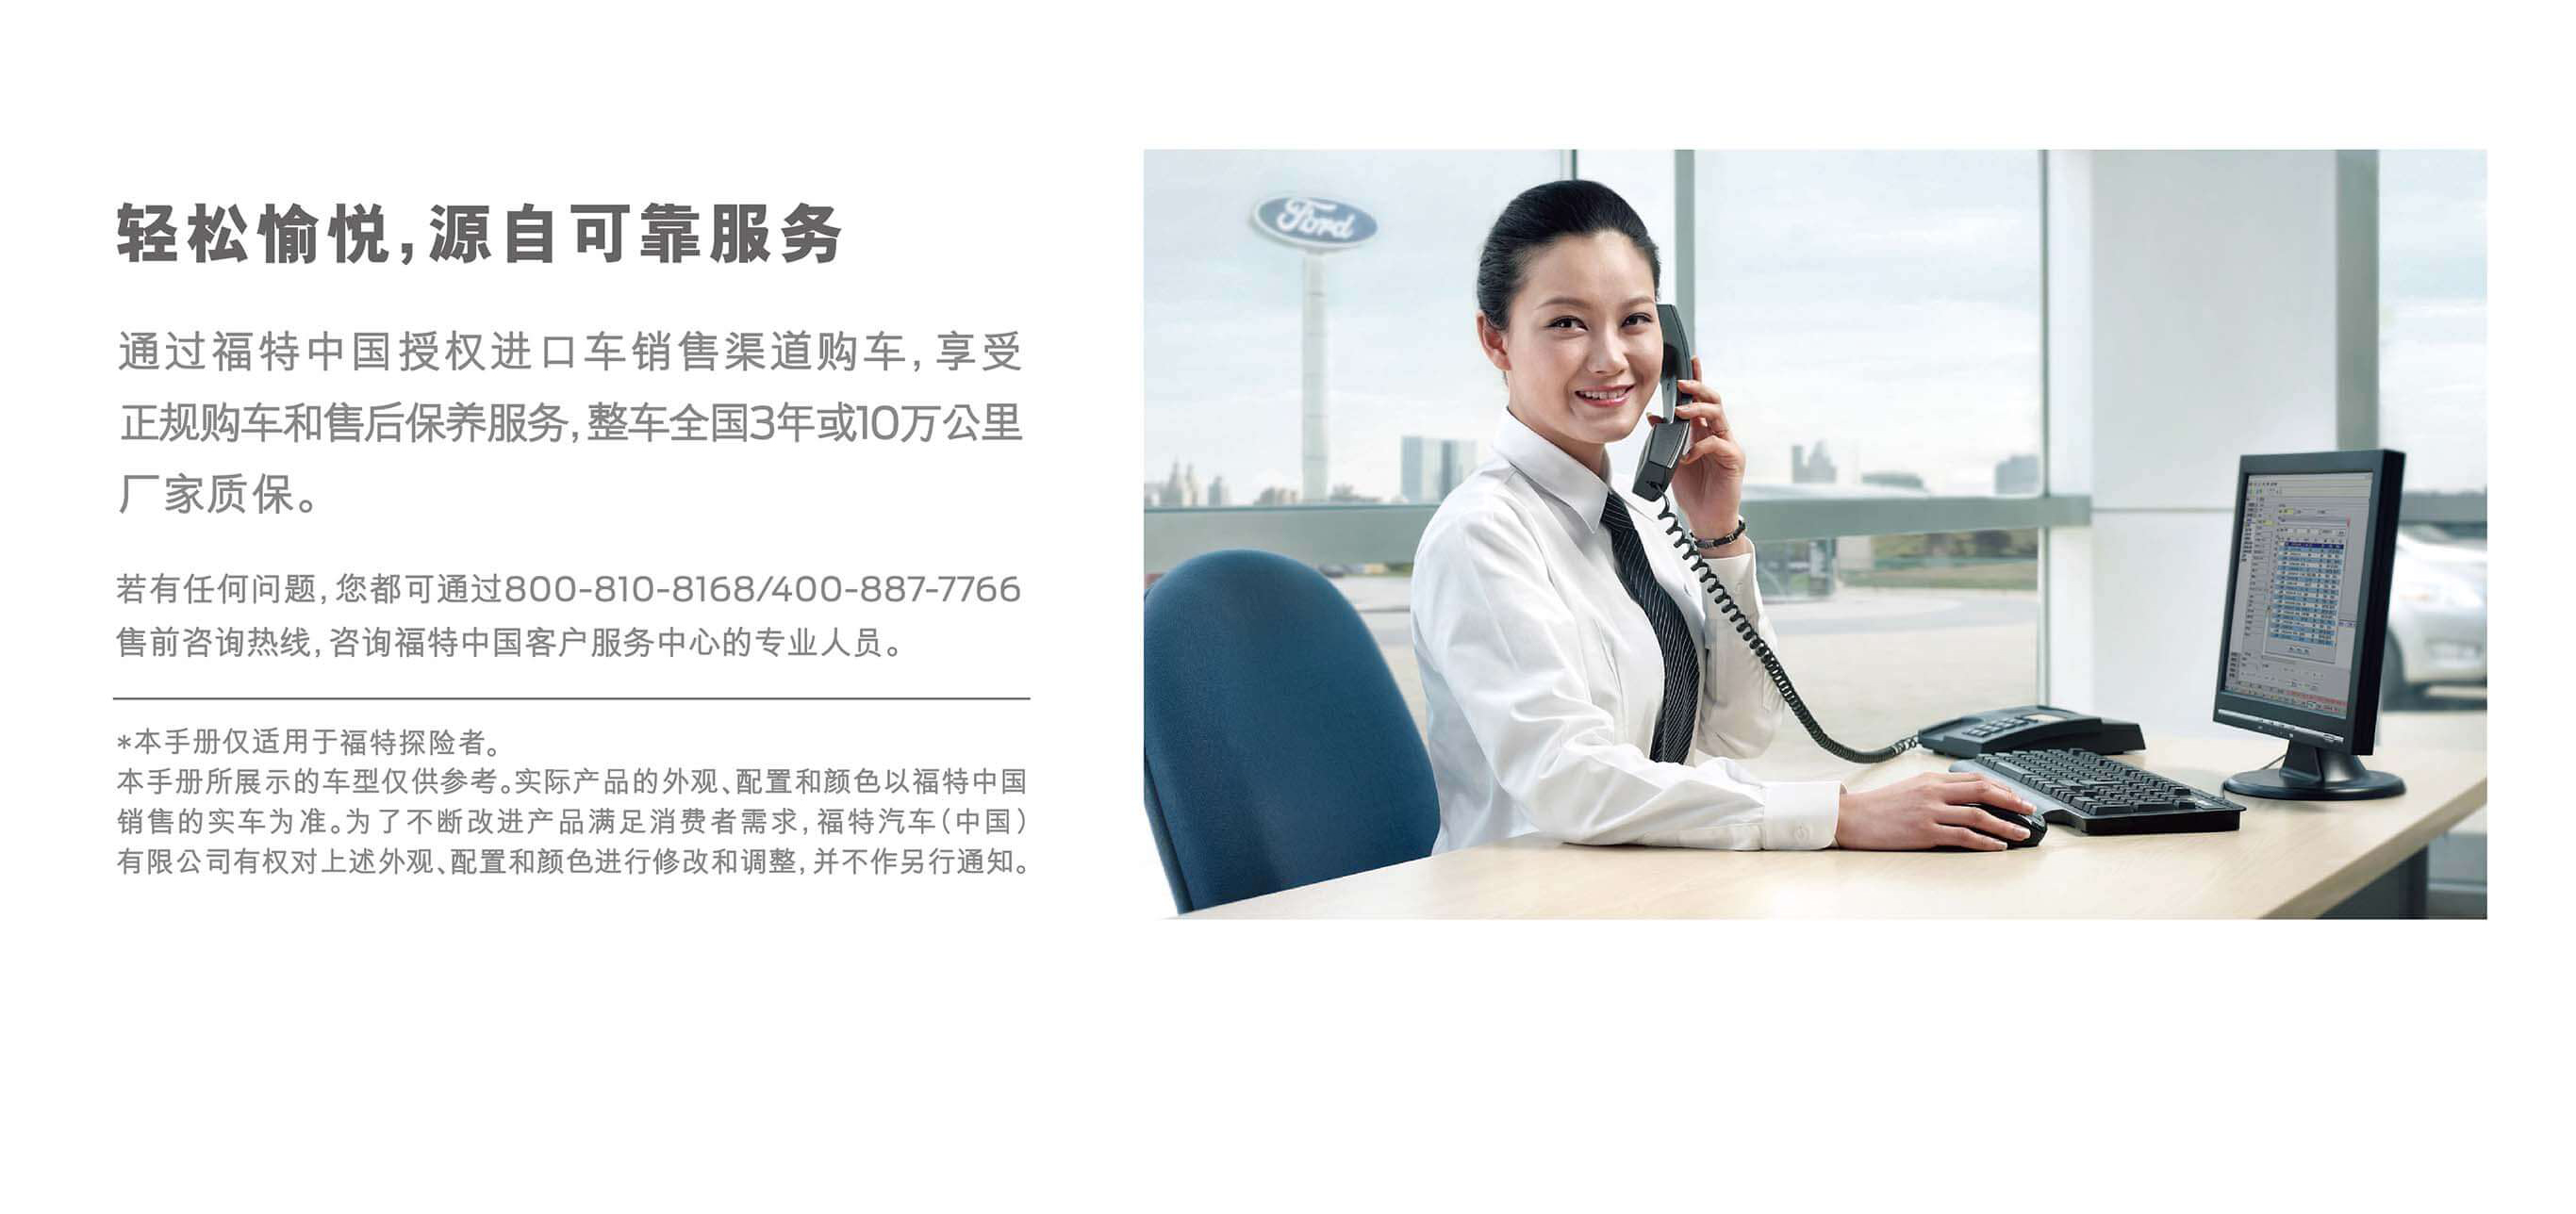 轻松愉悦,源自可靠服务
通过福特中国授权进口车销售渠道购车,享受
正规购车和售后保养服务,整车全国3年或10万公里
厂家质保。
若有任何问题,您都可通过800-810-8168/400-887-7766
售前咨询热线,咨询福特中国客户服务中心的专业人员。
*本手册仅适用于福特探险者。
本手册所展示的车型仅供参考。实际产品的外观、配置和颜色以福特中国
销售的实车为准。为了不断改进产品满足消费者需求,福特汽车(中国)
有限公司有权对上述外观、配置和颜色进行修改和调整,并不作另行通知。
Ford